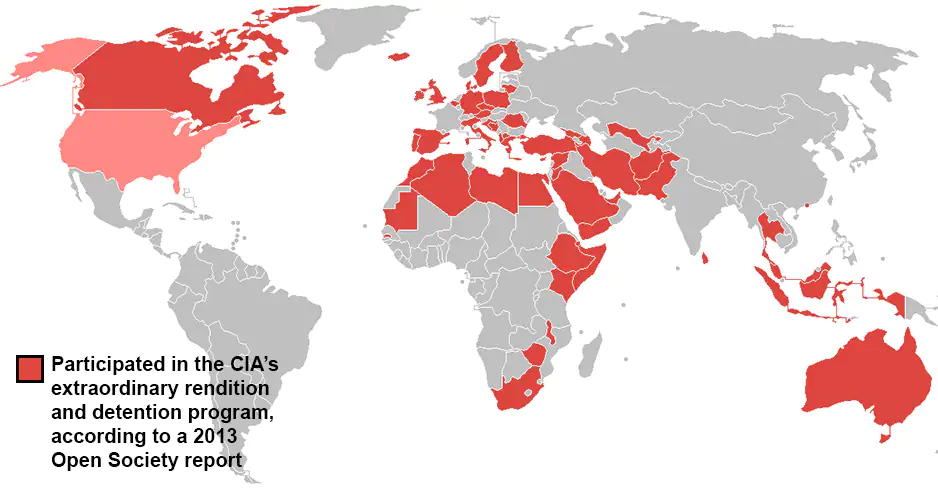 Participated in the CIA's
extraordinary rendition
and detention program,
according to a 2013
Open Society report